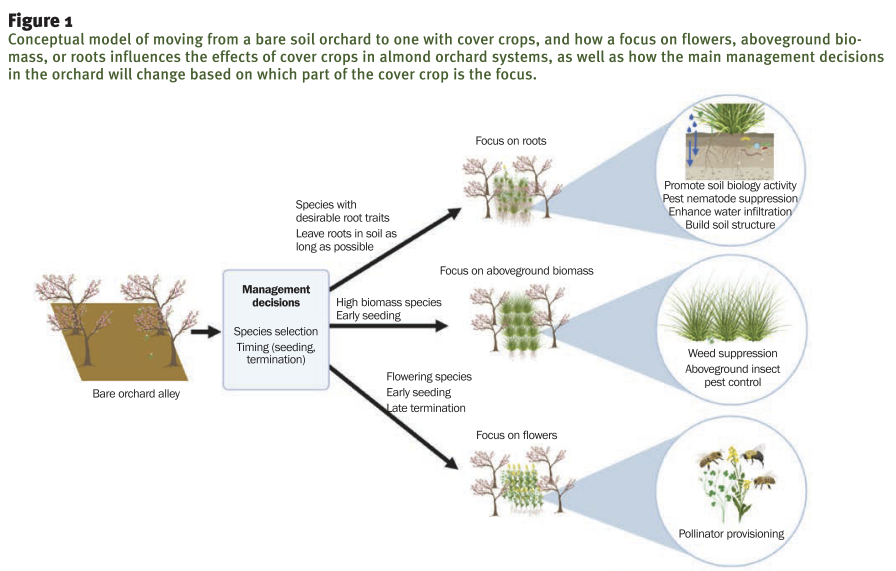 Figure 1
Conceptual model of moving from a bare soil orchard to one with cover crops, and how a focus on flowers, aboveground bio-
mass, or roots influences the effects of cover crops in almond orchard systems, as well as how the main management decisions
in the orchard will change based on which part of the cover crop is the focus.
Focus on roots
Species with
desirable root traits
Leave roots in soil as
long as possible
Promote soil biology activity
Pest nematode suppression
Enhance water infiltration
Build soil structure
Bare orchard alley
Management
decisions
Species selection
Timing (seeding,
termination)
Focus on aboveground biomass
High biomass species
Early seeding
Weed suppression
Aboveground insect
pest control
Flowering species
Early seeding
Late termination
Focus on flowers
Pollinator provisioning